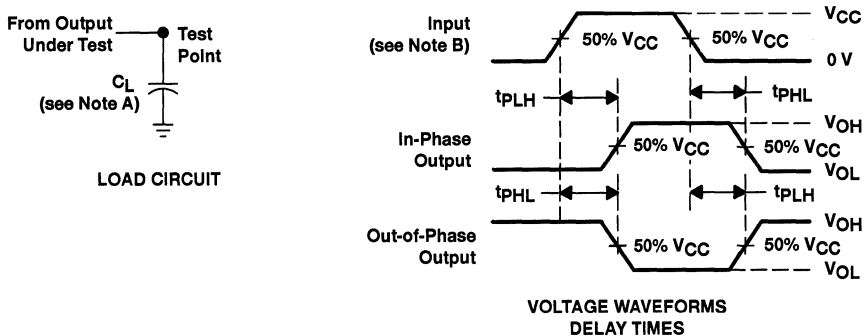 From Output
Under Test
Test
Point
CL
(see Note A)
LOAD CIRCUIT
Input
(see Note B)
50% VCC
50% VCC
VCC
0 V
tPLH
tPHL
In-Phase
Output
50% VCC
50% VCC
VOH
VOL
tPHL
tPLH
Out-of-Phase
Output
50% VCC
50% VCC
VOH
VOL
VOLTAGE WAVEFORMS
DELAY TIMES